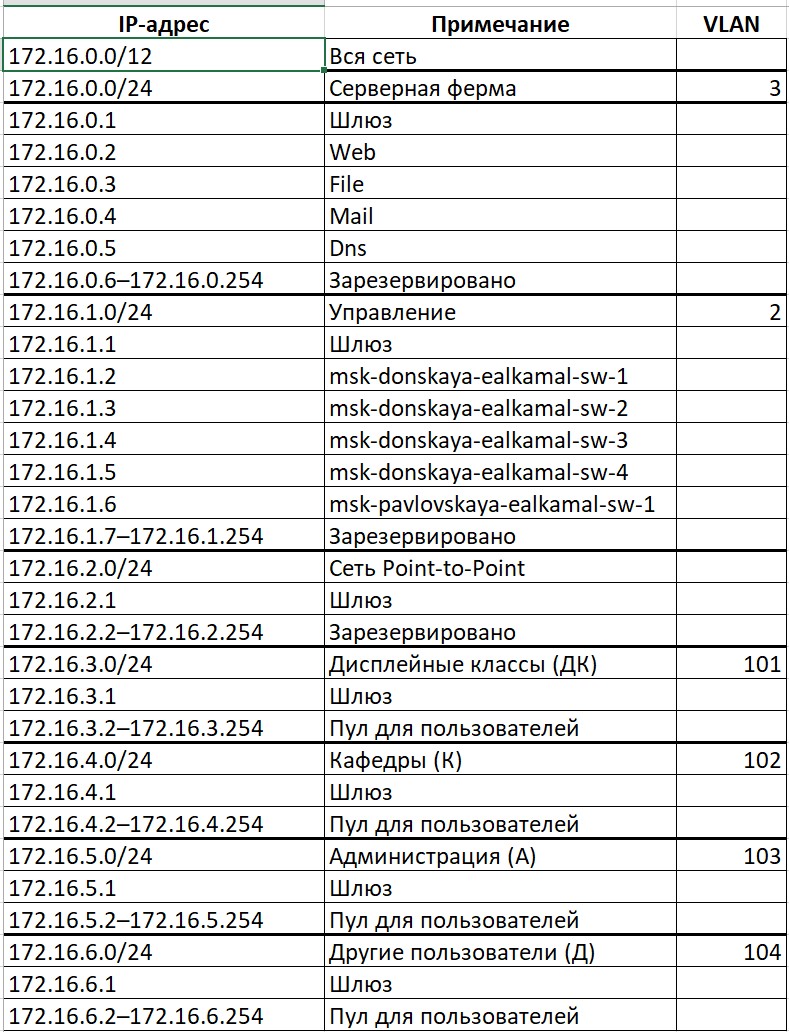 IP-адрес Примечание VLAN
172.16.0.0/12 Вся сеть
172.16.0.0/24 Серверная ферма 3
172.16.0.1 Шлюз
172.16.0.2 Web
172.16.0.3 File
172.16.0.4 Mail
172.16.0.5 Dns
172.16.0.6–172.16.0.254 Зарезервировано
172.16.1.0/24 Управление 2
172.16.1.1 Шлюз
172.16.1.2 msk-donskaya-ealkamal-sw-1
172.16.1.3 msk-donskaya-ealkamal-sw-2
172.16.1.4 msk-donskaya-ealkamal-sw-3
172.16.1.5 msk-donskaya-ealkamal-sw-4
172.16.1.6 msk-pavlovskaya-ealkamal-sw-1
172.16.1.7–172.16.1.254 Зарезервировано
172.16.2.0/24 Сеть Point-to-Point
172.16.2.1 Шлюз
172.16.2.2–172.16.2.254 Зарезервировано
172.16.3.0/24 Дисплейные классы (ДК) 101
172.16.3.1 Шлюз
172.16.3.2–172.16.3.254 Пул для пользователей
172.16.4.0/24 Кафедры (К) 102
172.16.4.1 Шлюз
172.16.4.2–172.16.4.254 Пул для пользователей
172.16.5.0/24 Администрация (А) 103
172.16.5.1 Шлюз
172.16.5.2–172.16.5.254 Пул для пользователей
172.16.6.0/24 Другие пользователи (Д) 104
172.16.6.1 Шлюз
172.16.6.2–172.16.6.254 Пул для пользователей